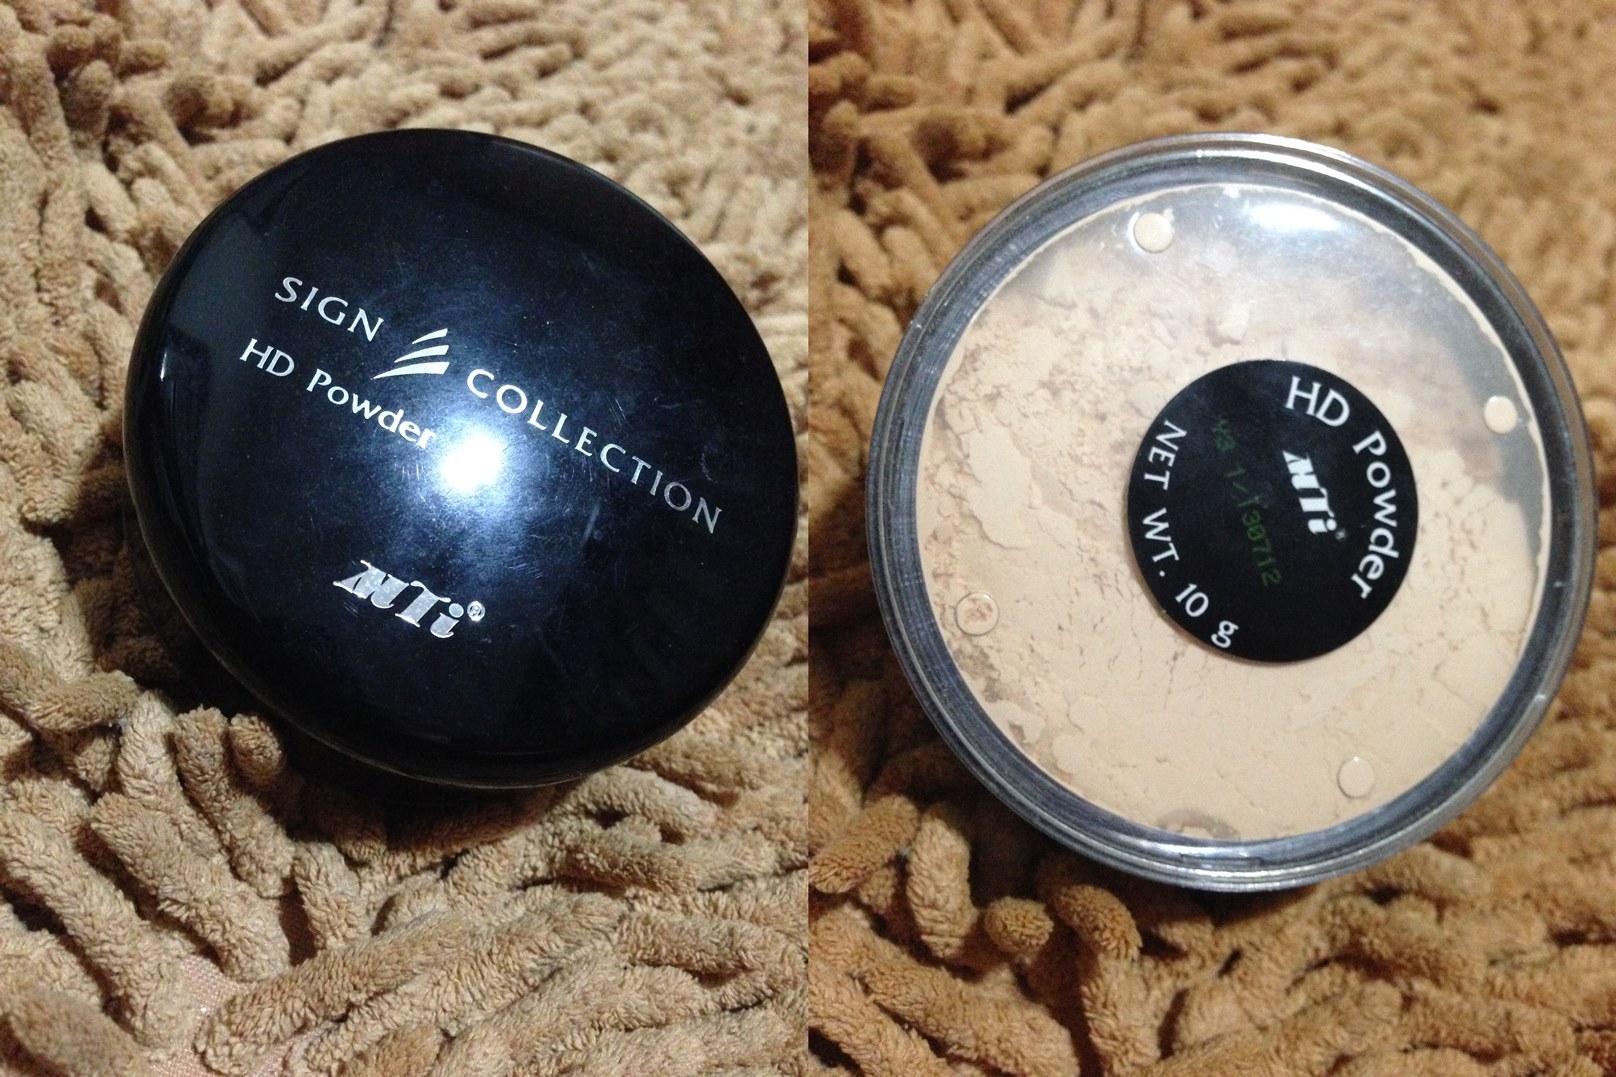 SIGN COLLECTION
HD Powder
MTi®
HD Powder
MTi®
NET WT. 10 g